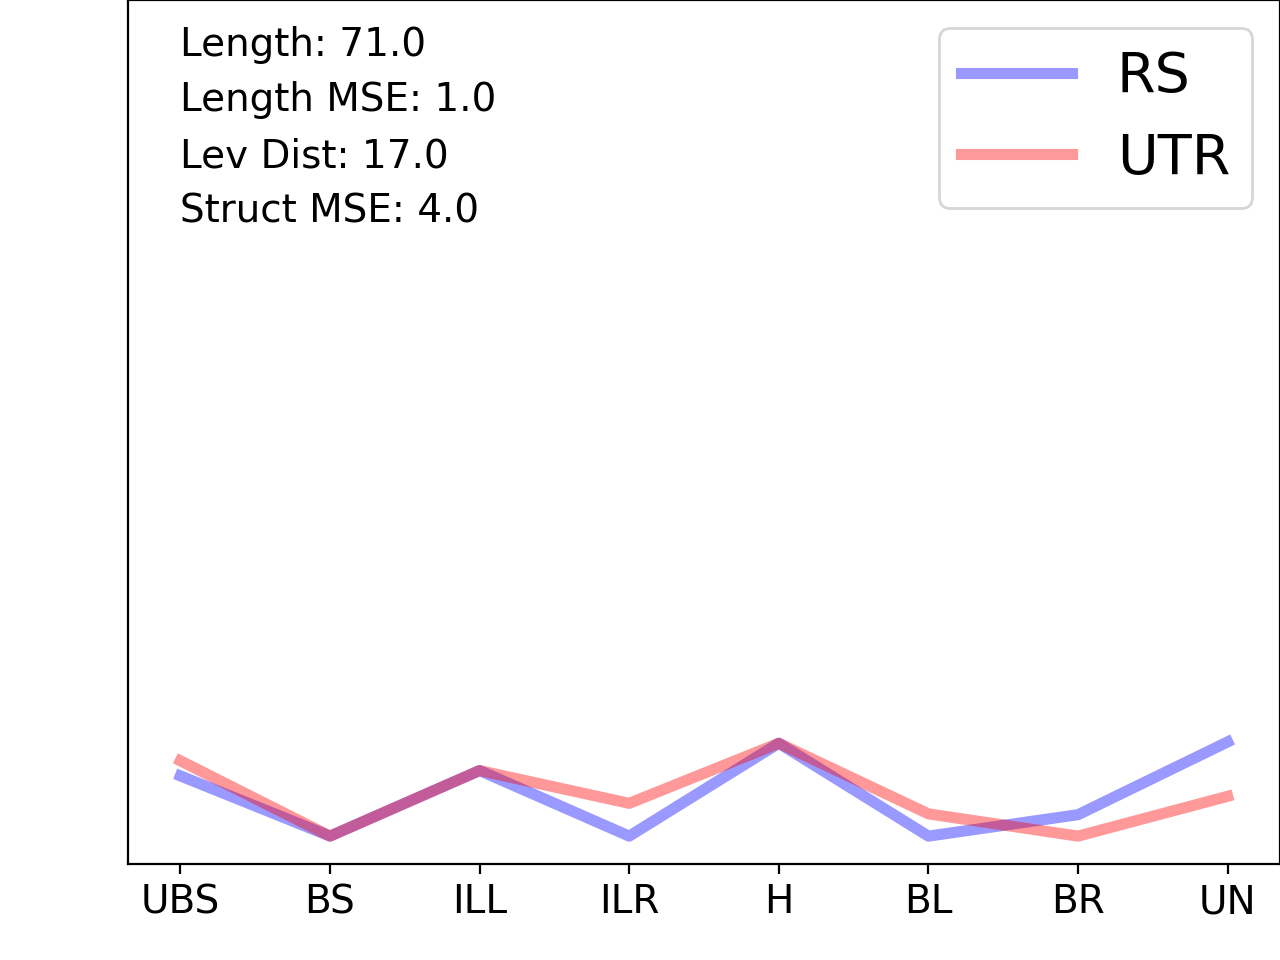 Length: 71.0
Length MSE: 1.0
Lev Dist: 17.0
Struct MSE: 4.0
RS
UTR
UBS BS ILL ILR H BL BR UN